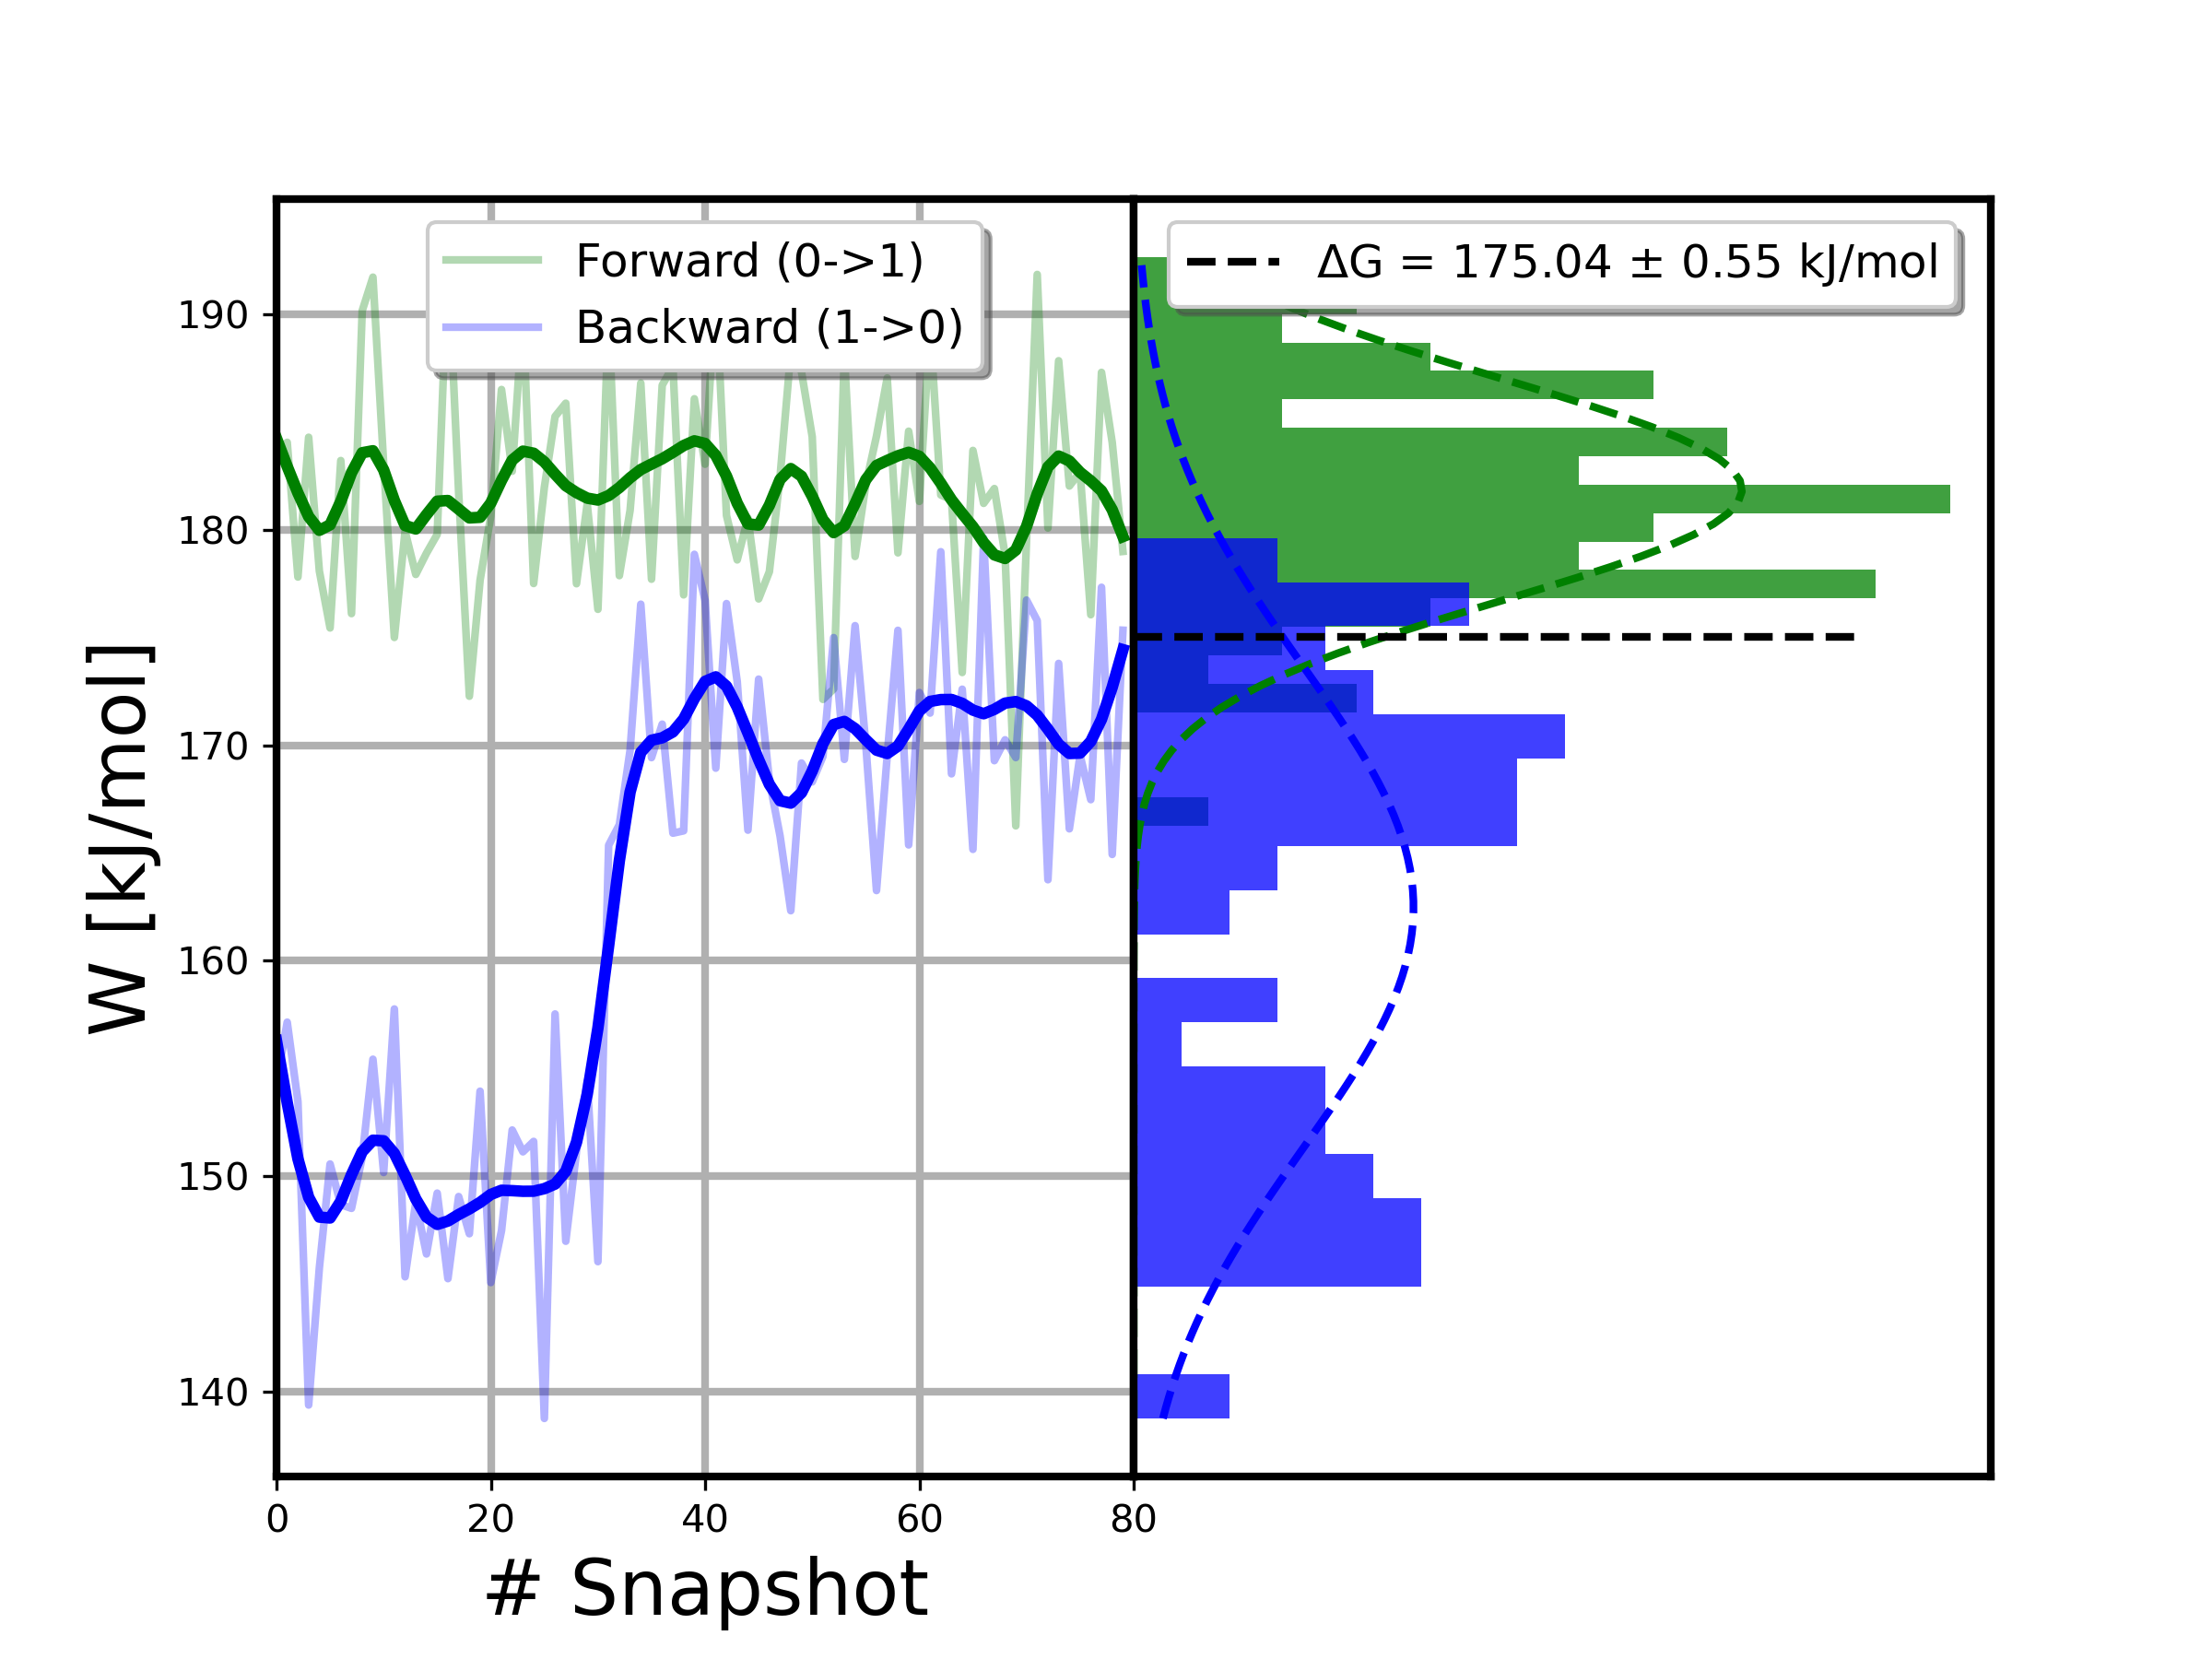 Forward (0->1)
Backward (1->0)
ΔG = 175.04 ± 0.55 kJ/mol
190
180
170
160
150
140
W [kJ/mol]
0 20 40 60 80
# Snapshot